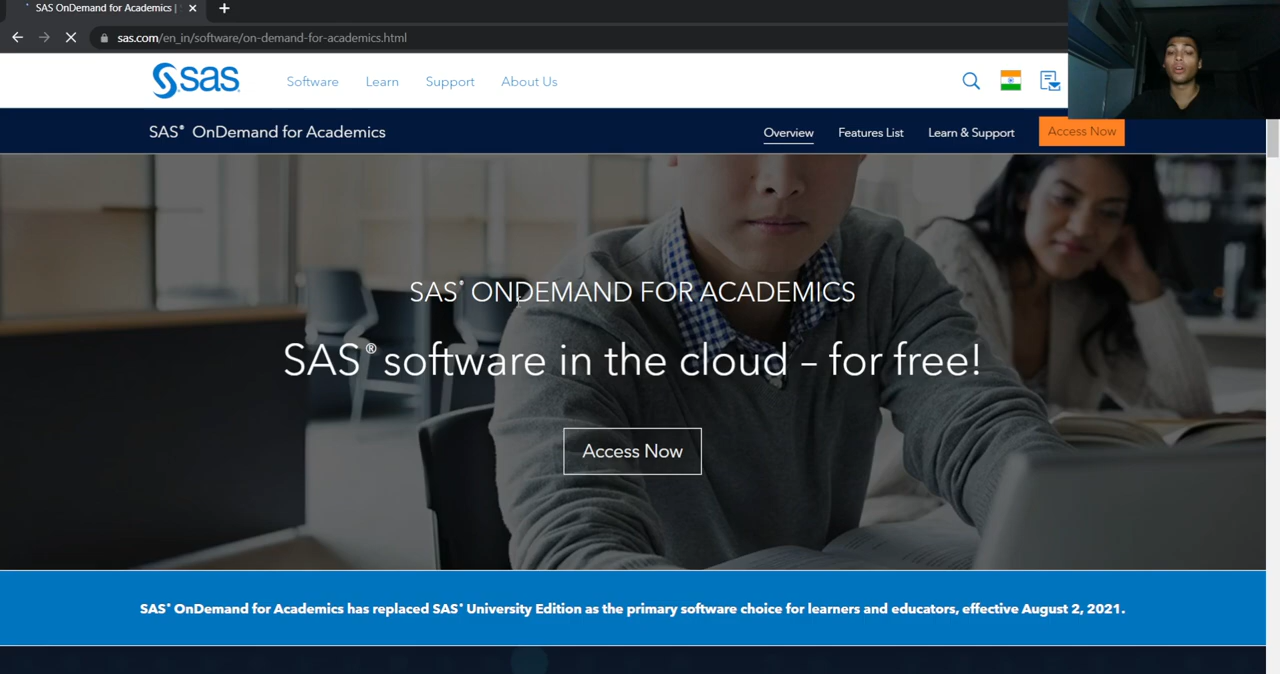 SAS OnDemand for Academics |
sas.com/en_in/software/on-demand-for-academics.html
sas
Software Learn Support About Us
SAS® OnDemand for Academics
Overview Features List Learn & Support Access Now
SAS® ONDEMAND FOR ACADEMICS
SAS® software in the cloud – for free!
Access Now
SAS® OnDemand for Academics has replaced SAS® University Edition as the primary software choice for learners and educators, effective August 2, 2021.